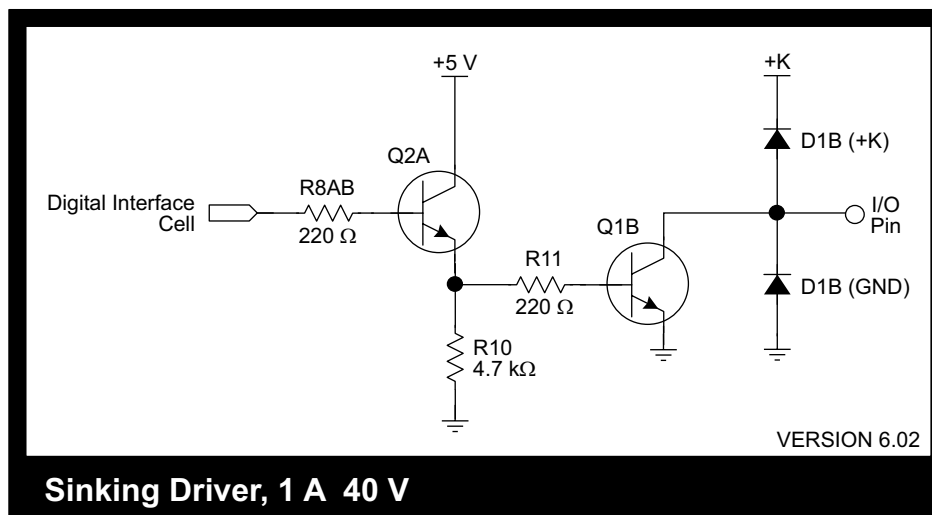 +5 V
+K
Q2A
D1B (+K)
R8AB
Digital Interface
Cell
220 Ω
I/O
Pin
Q1B
R11
220 Ω
D1B (GND)
R10
4.7 kΩ
VERSION 6.02
Sinking Driver, 1 A 40 V